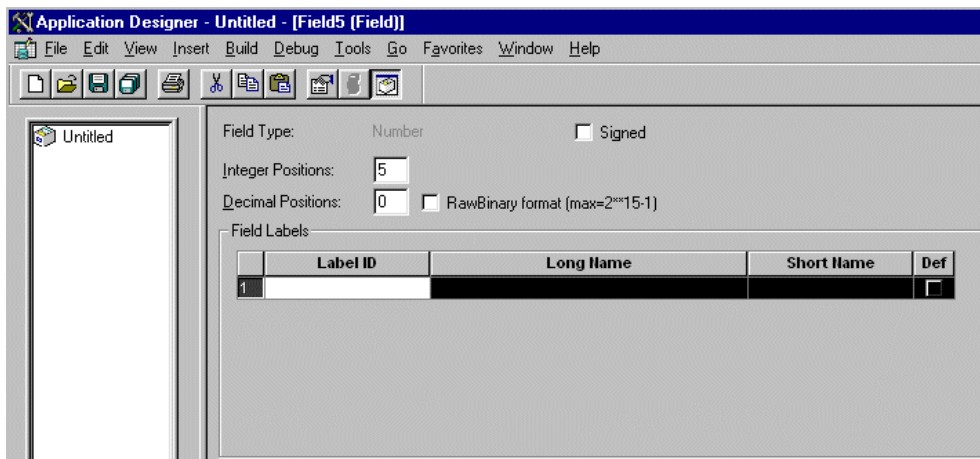 Application Designer - Untitled - [Field5 (Field)]
File Edit View Insert Build Debug Tools Go Favorites Window Help
Untitled
Field Type: Number Signed
Integer Positions: 5
Decimal Positions: 0 RawBinary format (max=2**15-1)
Field Labels
Label ID Long Name Short Name Def
1